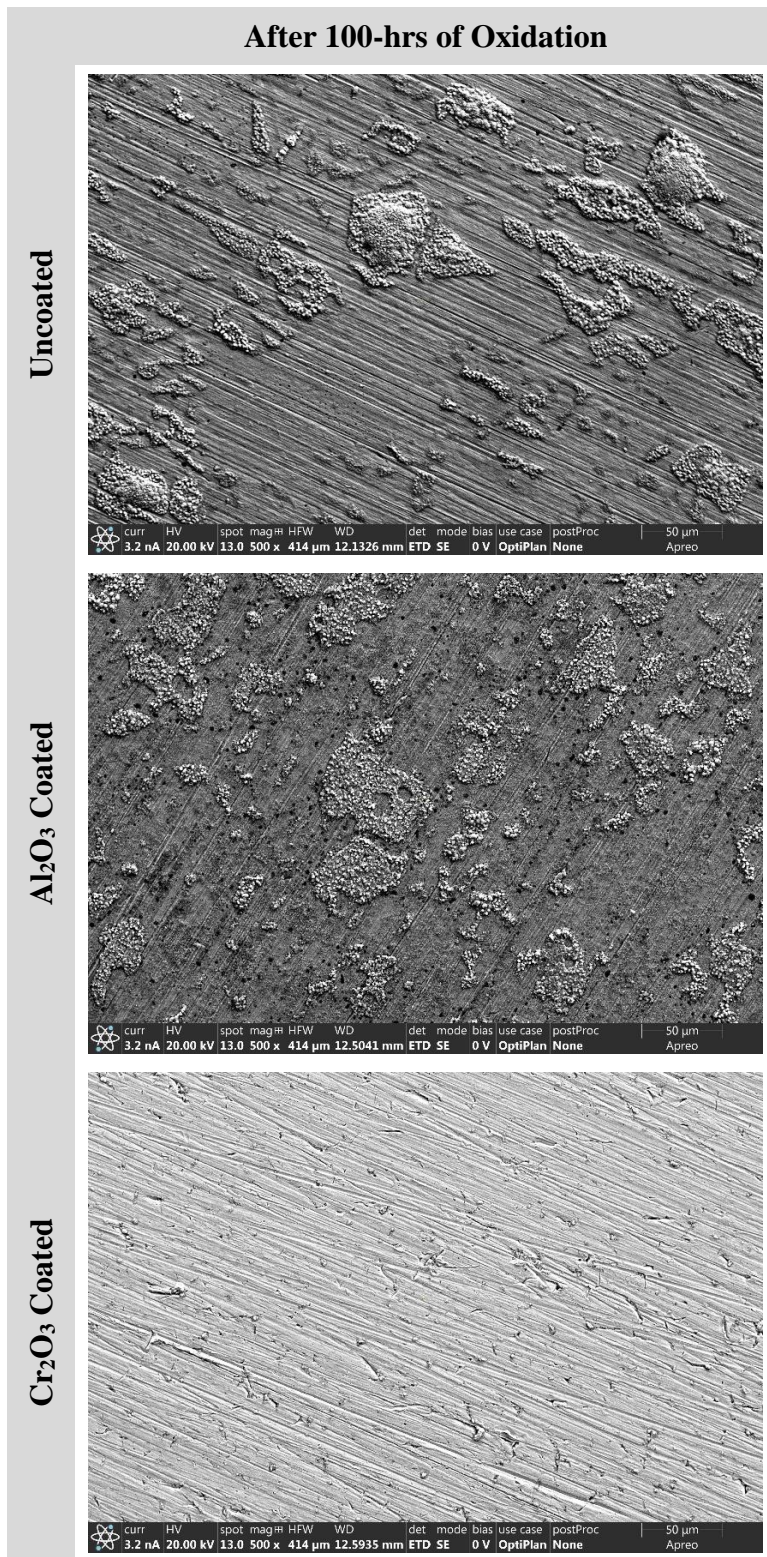 After 100-hrs of Oxidation
Uncoated
curr HV spot mag HFW WD det mode bias use case postProc 50 µm
3.2 nA 20.00 kV 13.0 500 x 414 µm 12.1326 mm ETD SE 0 V OptiPlan None Apreo
Al₂O₃ Coated
curr HV spot mag HFW WD det mode bias use case postProc 50 µm
3.2 nA 20.00 kV 13.0 500 x 414 µm 12.5041 mm ETD SE 0 V OptiPlan None Apreo
Cr₂O₃ Coated
curr HV spot mag HFW WD det mode bias use case postProc 50 µm
3.2 nA 20.00 kV 13.0 500 x 414 µm 12.5935 mm ETD SE 0 V OptiPlan None Apreo